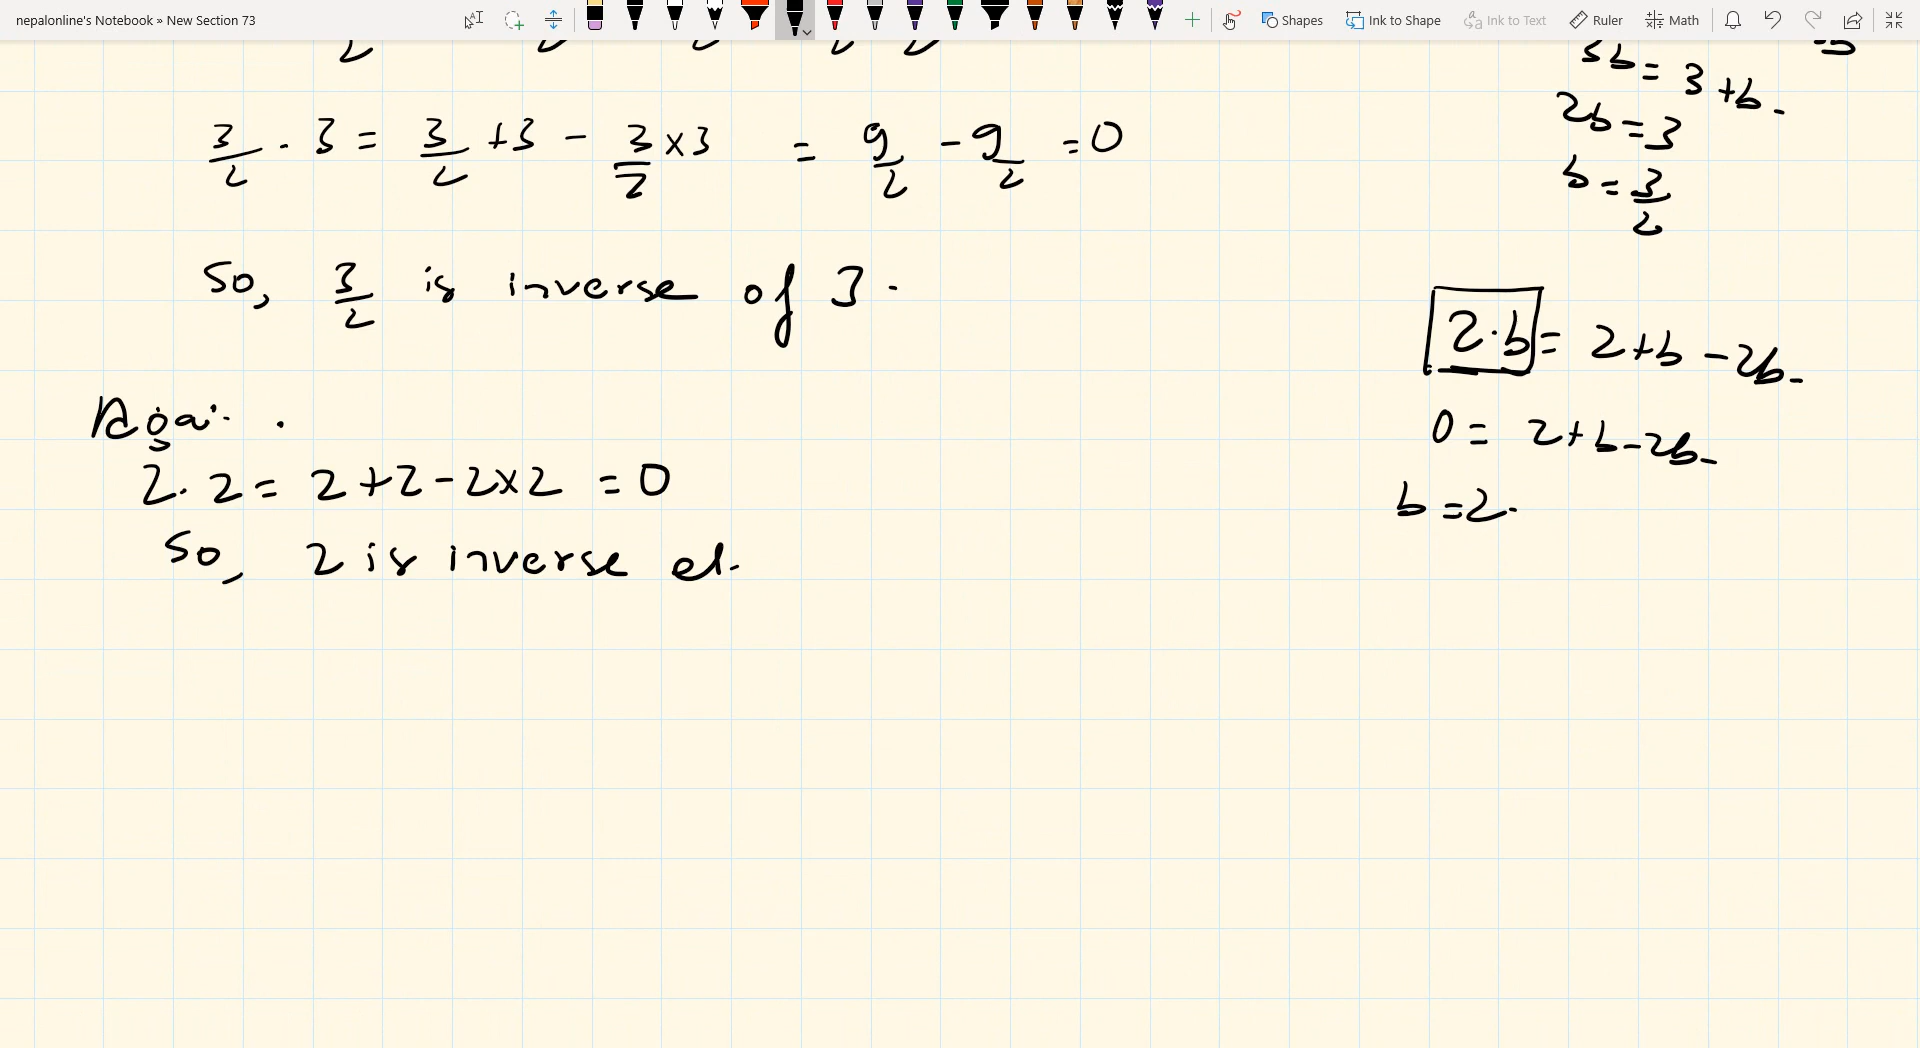 nepalonline's Notebook » New Section 73
Shapes
Ink to Shape
Ink to Text
Ruler
Math
3b = 3 + b.
2b = 3
b = 3/2
3/2 . 3 = 3/2 + 3 - 3/2 × 3 = 9/2 - 9/2 = 0
So, 3/2 is inverse of 3.
2 . b = 2 + b - 2b.
0 = 2 + b - 2b.
b = 2.
Again.
2 . 2 = 2 + 2 - 2 × 2 = 0
So, 2 is inverse el.